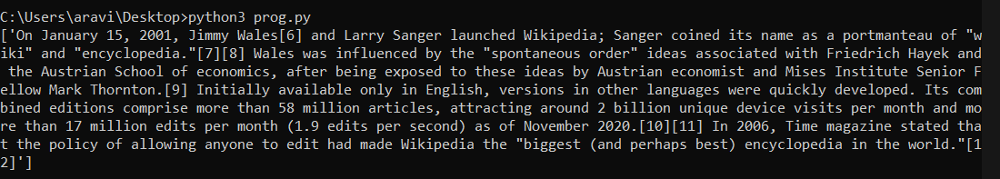 C:\Users\aravi\Desktop>python3 prog.py
['On January 15, 2001, Jimmy Wales[6] and Larry Sanger launched Wikipedia; Sanger coined its name as a portmanteau of "w
iki" and "encyclopedia."[7][8] Wales was influenced by the "spontaneous order" ideas associated with Friedrich Hayek and
 the Austrian School of economics, after being exposed to these ideas by Austrian economist and Mises Institute Senior F
ellow Mark Thornton.[9] Initially available only in English, versions in other languages were quickly developed. Its com
bined editions comprise more than 58 million articles, attracting around 2 billion unique device visits per month and mo
re than 17 million edits per month (1.9 edits per second) as of November 2020.[10][11] In 2006, Time magazine stated tha
t the policy of allowing anyone to edit had made Wikipedia the "biggest (and perhaps best) encyclopedia in the world."[1
2]']